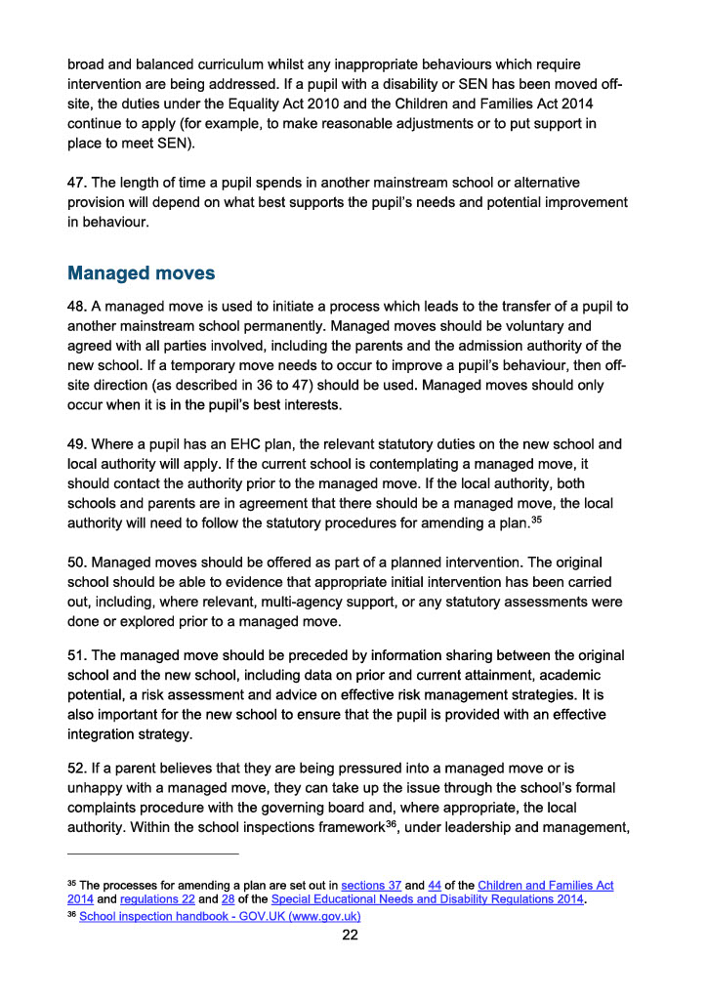 broad and balanced curriculum whilst any inappropriate behaviours which require
intervention are being addressed. If a pupil with a disability or SEN has been moved off-
site, the duties under the Equality Act 2010 and the Children and Families Act 2014
continue to apply (for example, to make reasonable adjustments or to put support in
place to meet SEN).
47. The length of time a pupil spends in another mainstream school or alternative
provision will depend on what best supports the pupil's needs and potential improvement
in behaviour.
Managed moves
48. A managed move is used to initiate a process which leads to the transfer of a pupil to
another mainstream school permanently. Managed moves should be voluntary and
agreed with all parties involved, including the parents and the admission authority of the
new school. If a temporary move needs to occur to improve a pupil's behaviour, then off-
site direction (as described in 36 to 47) should be used. Managed moves should only
occur when it is in the pupil's best interests.
49. Where a pupil has an EHC plan, the relevant statutory duties on the new school and
local authority will apply. If the current school is contemplating a managed move, it
should contact the authority prior to the managed move. If the local authority, both
schools and parents are in agreement that there should be a managed move, the local
authority will need to follow the statutory procedures for amending a plan.³⁵
50. Managed moves should be offered as part of a planned intervention. The original
school should be able to evidence that appropriate initial intervention has been carried
out, including, where relevant, multi-agency support, or any statutory assessments were
done or explored prior to a managed move.
51. The managed move should be preceded by information sharing between the original
school and the new school, including data on prior and current attainment, academic
potential, a risk assessment and advice on effective risk management strategies. It is
also important for the new school to ensure that the pupil is provided with an effective
integration strategy.
52. If a parent believes that they are being pressured into a managed move or is
unhappy with a managed move, they can take up the issue through the school's formal
complaints procedure with the governing board and, where appropriate, the local
authority. Within the school inspections framework³⁶, under leadership and management,
³⁵ The processes for amending a plan are set out in sections 37 and 44 of the Children and Families Act
2014 and regulations 22 and 28 of the Special Educational Needs and Disability Regulations 2014.
³⁶ School inspection handbook - GOV.UK (www.gov.uk)
22